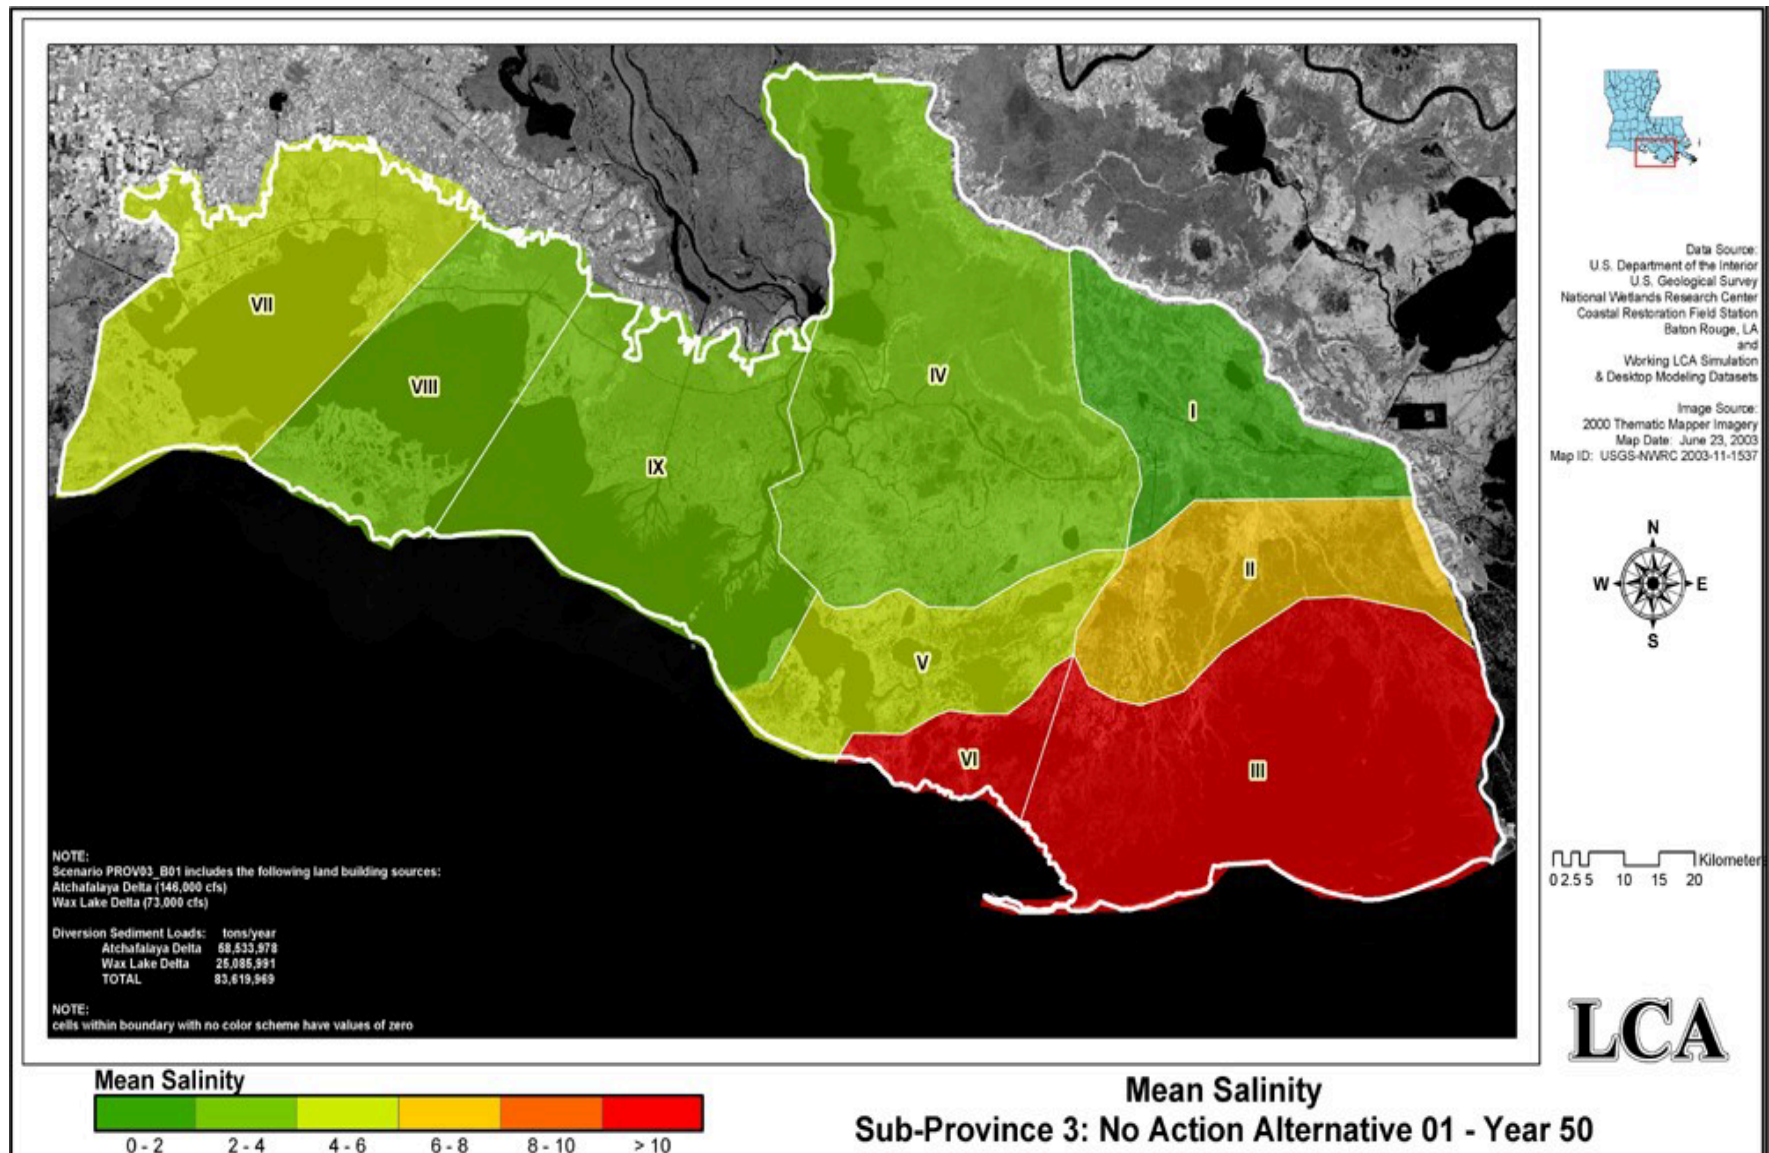 VII
VIII
IX
IV
I
II
V
VI
III
NOTE:
Scenario PROV03_B01 includes the following land building sources:
Atchafalaya Delta (146,000 cfs)
Wax Lake Delta (73,000 cfs)
Diversion Sediment Loads: tons/year
Atchafalaya Delta 58,533,978
Wax Lake Delta 25,085,991
TOTAL 83,619,969
NOTE:
cells within boundary with no color scheme have values of zero
Data Source:
U.S. Department of the Interior
U.S. Geological Survey
National Wetlands Research Center
Coastal Restoration Field Station
Baton Rouge, LA
and
Working LCA Simulation
& Desktop Modeling Datasets
Image Source:
2000 Thematic Mapper Imagery
Map Date: June 23, 2003
Map ID: USGS-NWRC 2003-11-1537
N
W E
S
Kilometer
0 2.5 5 10 15 20
LCA
Mean Salinity
0 - 2 2 - 4 4 - 6 6 - 8 8 - 10 > 10
Mean Salinity
Sub-Province 3: No Action Alternative 01 - Year 50